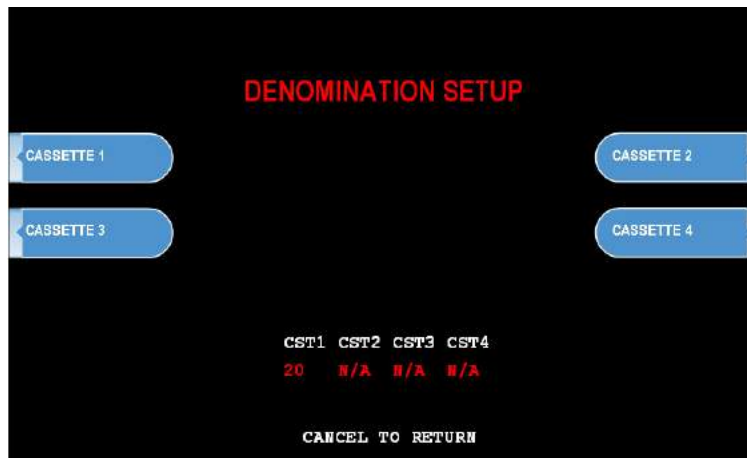 DENOMINATION SETUP
CASSETTE 1
CASSETTE 2
CASSETTE 3
CASSETTE 4
CST1 CST2 CST3 CST4
20 N/A N/A N/A
CANCEL TO RETURN